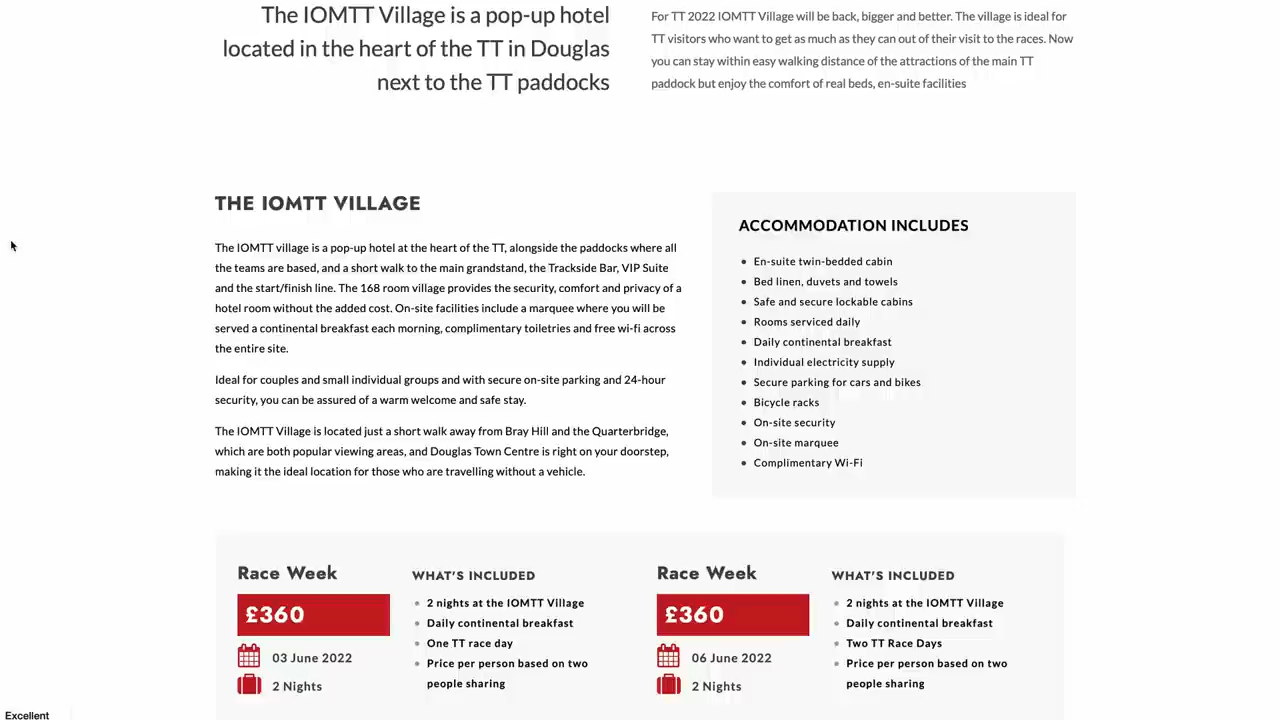 The IOMTT Village is a pop-up hotel
located in the heart of the TT in Douglas
next to the TT paddocks
For TT 2022 IOMTT Village will be back, bigger and better. The village is ideal for
TT visitors who want to get as much as they can out of their visit to the races. Now
you can stay within easy walking distance of the attractions of the main TT
paddock but enjoy the comfort of real beds, en-suite facilities
THE IOMTT VILLAGE
The IOMTT village is a pop-up hotel at the heart of the TT, alongside the paddocks where all
the teams are based, and a short walk to the main grandstand, the Trackside Bar, VIP Suite
and the start/finish line. The 168 room village provides the security, comfort and privacy of a
hotel room without the added cost. On-site facilities include a marquee where you will be
served a continental breakfast each morning, complimentary toiletries and free wi-fi across
the entire site.
Ideal for couples and small individual groups and with secure on-site parking and 24-hour
security, you can be assured of a warm welcome and safe stay.
The IOMTT Village is located just a short walk away from Bray Hill and the Quarterbridge,
which are both popular viewing areas, and Douglas Town Centre is right on your doorstep,
making it the ideal location for those who are travelling without a vehicle.
ACCOMMODATION INCLUDES
En-suite twin-bedded cabin
Bed linen, duvets and towels
Safe and secure lockable cabins
Rooms serviced daily
Daily continental breakfast
Individual electricity supply
Secure parking for cars and bikes
Bicycle racks
On-site security
On-site marquee
Complimentary Wi-Fi
Race Week
£360
03 June 2022
2 Nights
WHAT'S INCLUDED
2 nights at the IOMTT Village
Daily continental breakfast
One TT race day
Price per person based on two
people sharing
Race Week
£360
06 June 2022
2 Nights
WHAT'S INCLUDED
2 nights at the IOMTT Village
Daily continental breakfast
Two TT Race Days
Price per person based on two
people sharing
Excellent